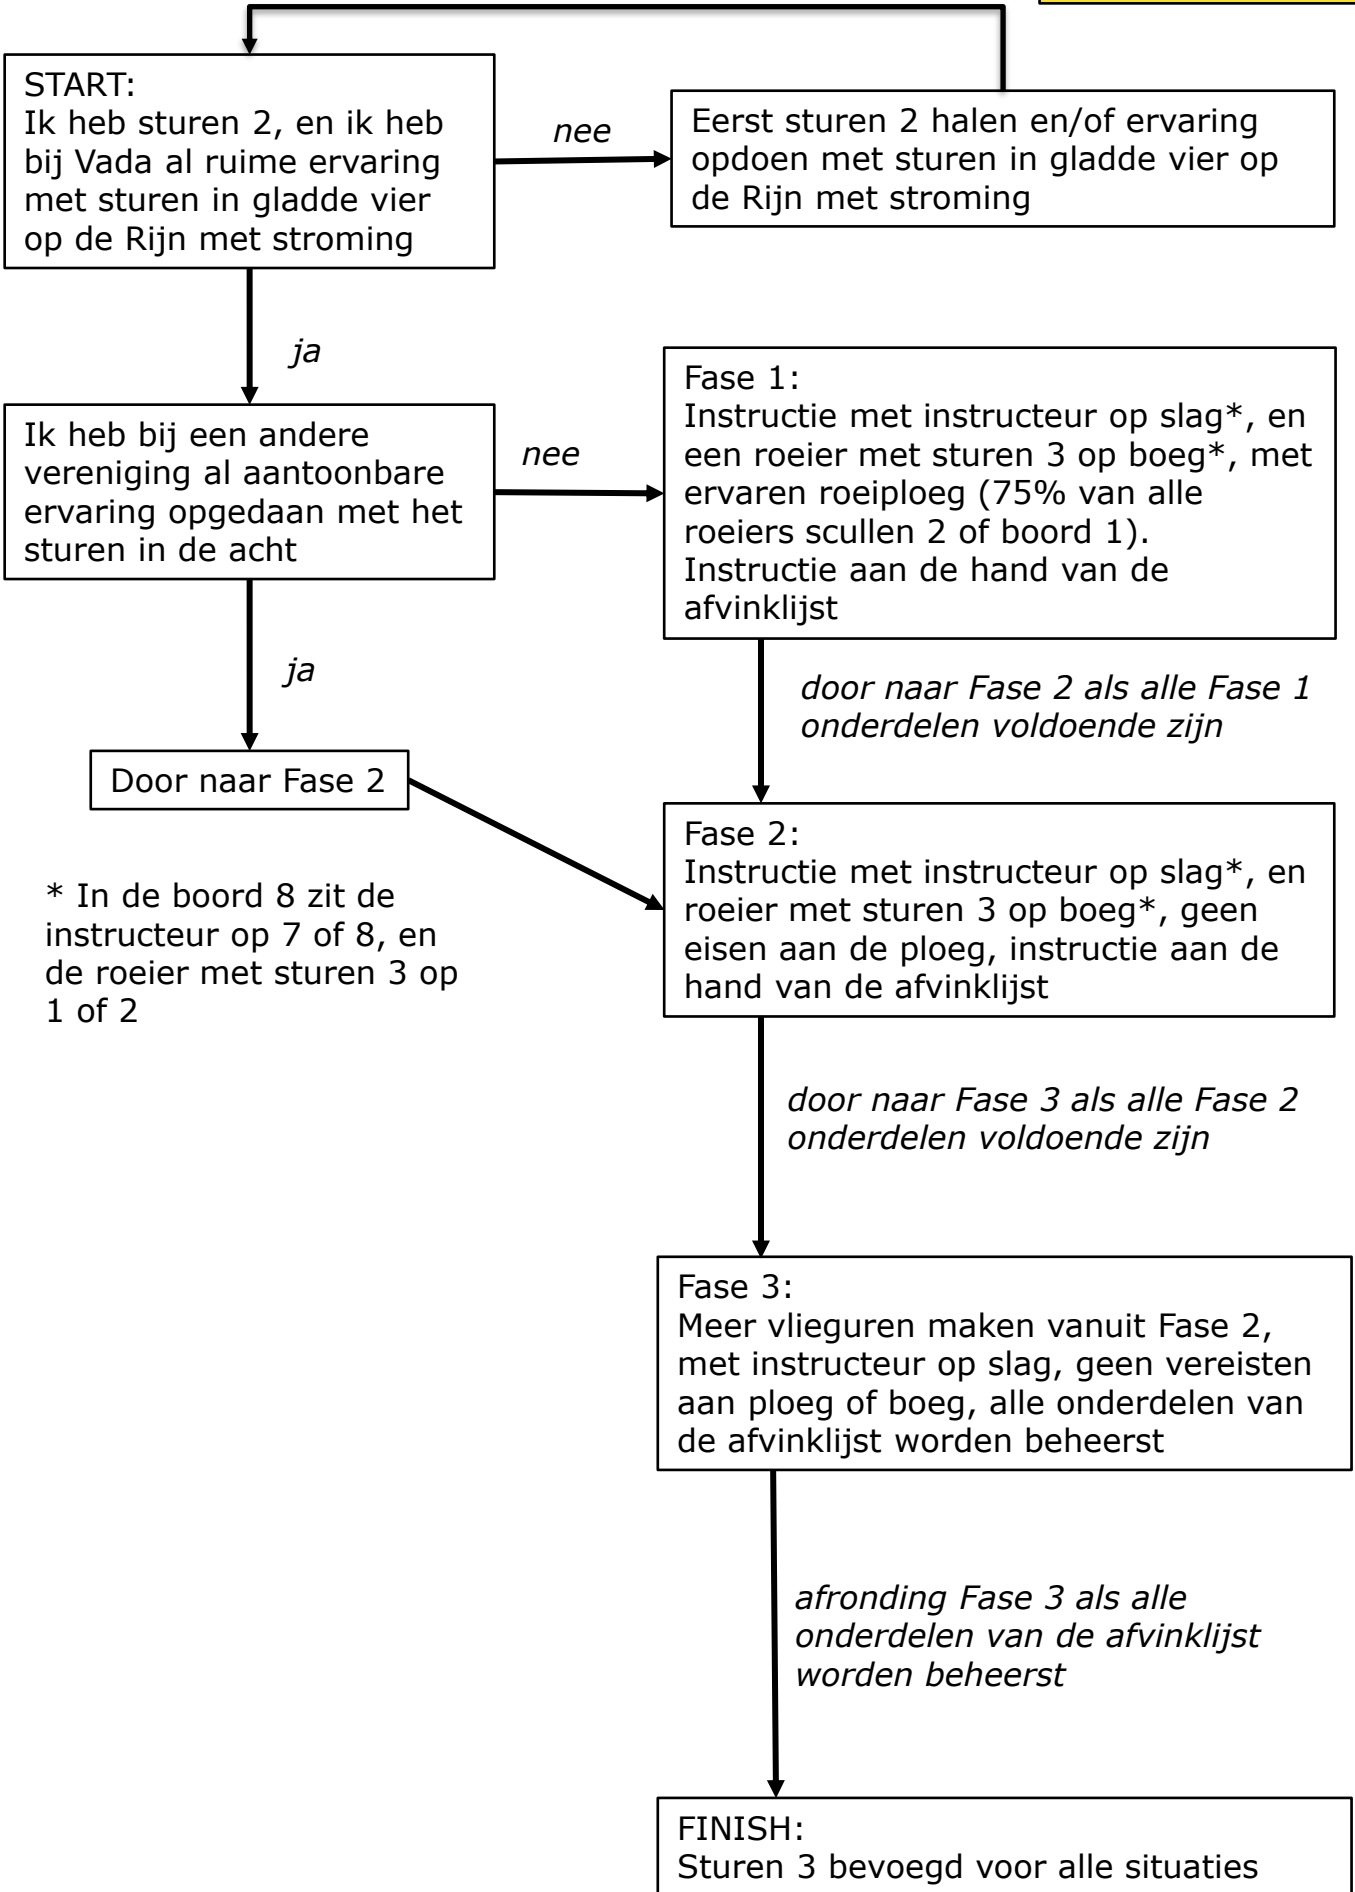 START:
Ik heb sturen 2, en ik heb
bij Vada al ruime ervaring
met sturen in gladde vier
op de Rijn met stroming
nee
Eerst sturen 2 halen en/of ervaring
opdoen met sturen in gladde vier op
de Rijn met stroming
ja
Ik heb bij een andere
vereniging al aantoonbare
ervaring opgedaan met het
sturen in de acht
nee
Fase 1:
Instructie met instructeur op slag*, en
een roeier met sturen 3 op boeg*, met
ervaren roeiploeg (75% van alle
roeiers scullen 2 of boord 1).
Instructie aan de hand van de
afvinklijst
ja
door naar Fase 2 als alle Fase 1
onderdelen voldoende zijn
Door naar Fase 2
Fase 2:
Instructie met instructeur op slag*, en
roeier met sturen 3 op boeg*, geen
eisen aan de ploeg, instructie aan de
hand van de afvinklijst
* In de boord 8 zit de
instructeur op 7 of 8, en
de roeier met sturen 3 op
1 of 2
door naar Fase 3 als alle Fase 2
onderdelen voldoende zijn
Fase 3:
Meer vlieguren maken vanuit Fase 2,
met instructeur op slag, geen vereisten
aan ploeg of boeg, alle onderdelen van
de afvinklijst worden beheerst
afronding Fase 3 als alle
onderdelen van de afvinklijst
worden beheerst
FINISH:
Sturen 3 bevoegd voor alle situaties